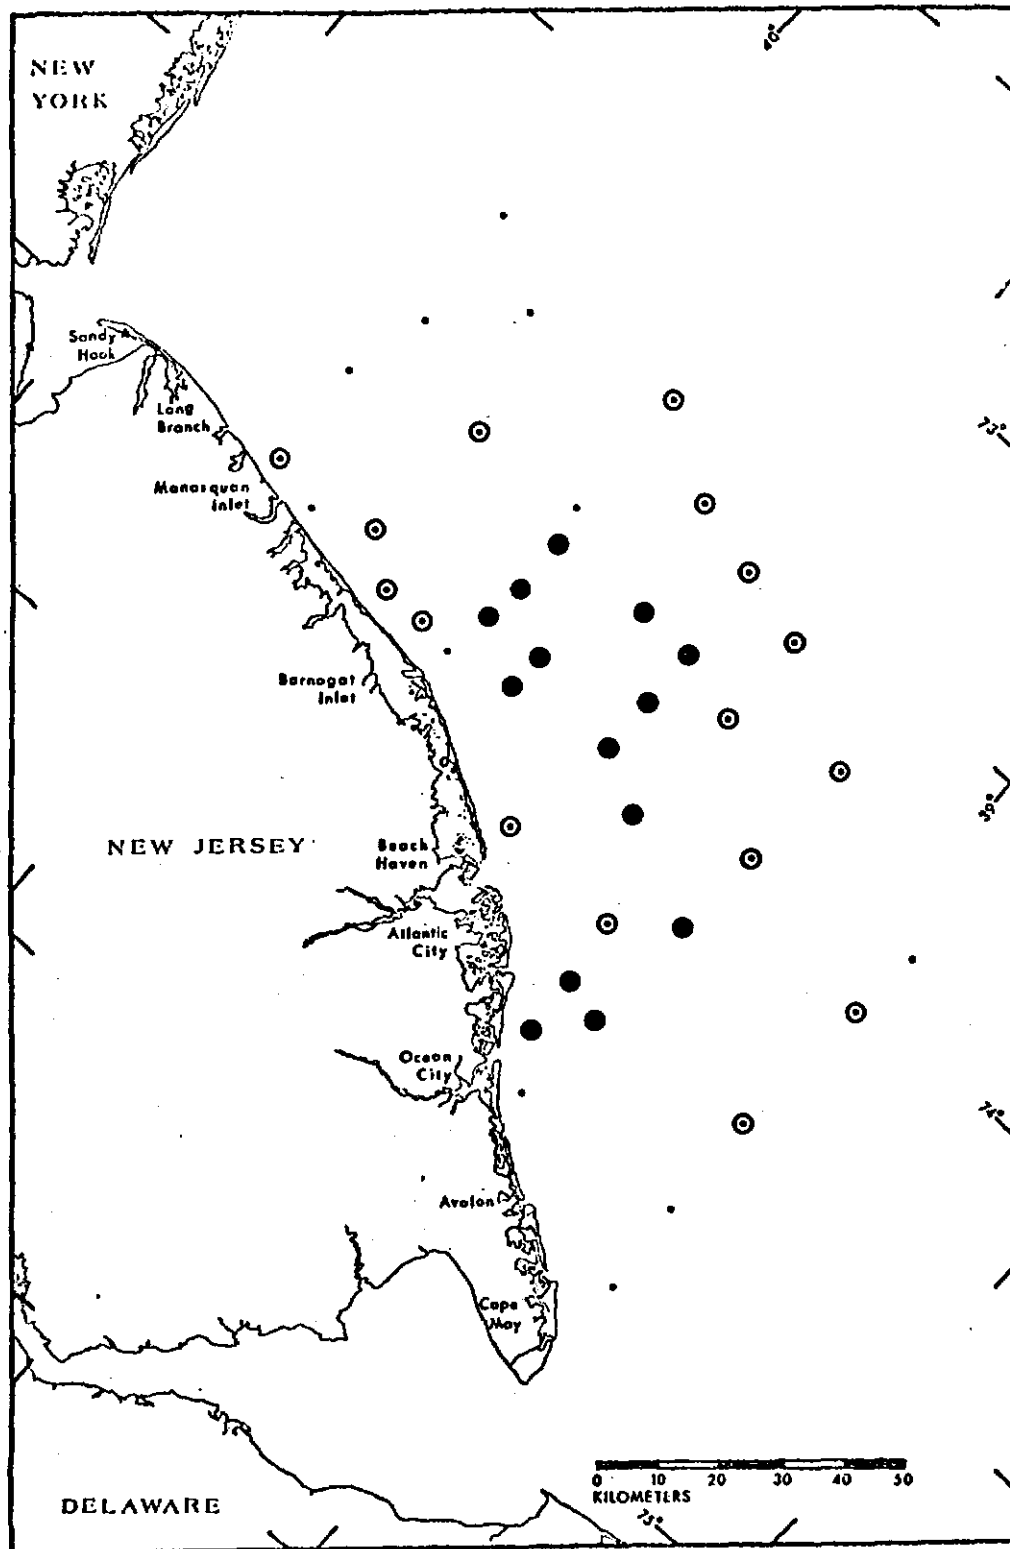 NEW
YORK
40°
Sandy
Hook
Long
Branch
73°
Manasquan
Inlet
Barnegat
Inlet
39°
NEW JERSEY
Beach
Haven
Atlantic
City
Ocean
City
74°
Avalon
Cape
May
0 10 20 30 40 50
KILOMETERS
75°
DELAWARE